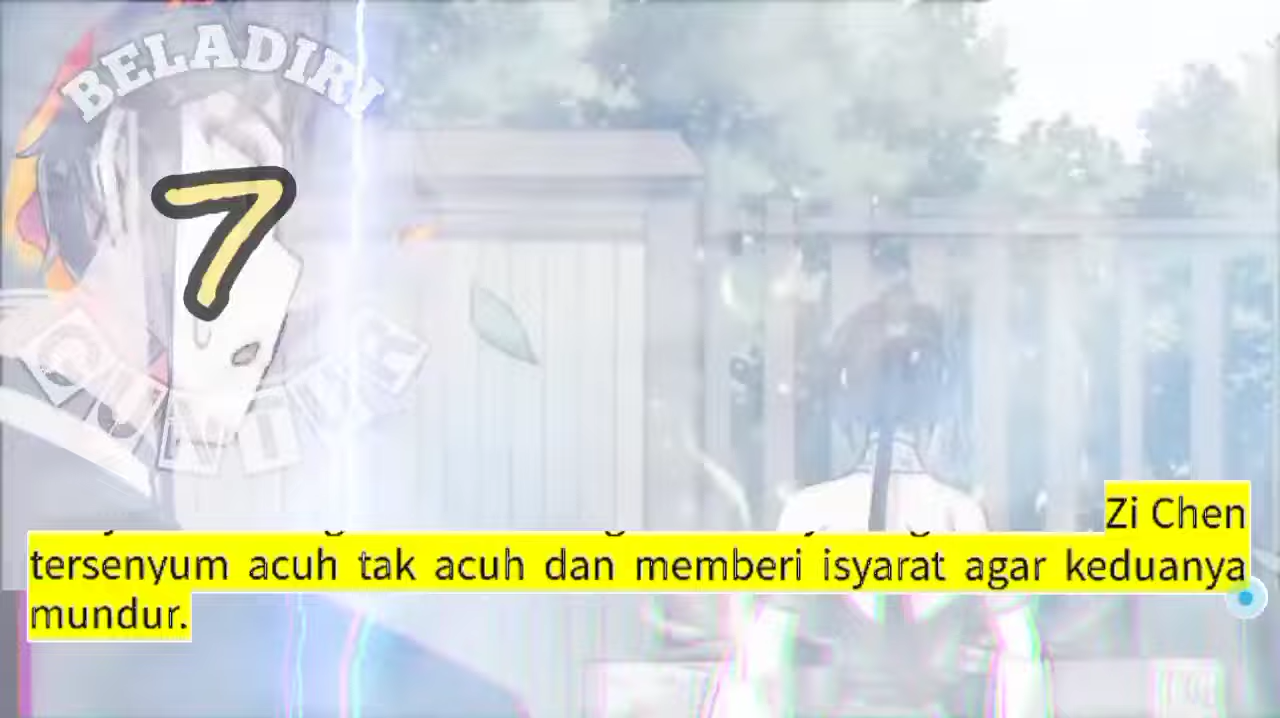 BELADIRI
7
Zi Chen
tersenyum acuh tak acuh dan memberi isyarat agar keduanya
mundur.